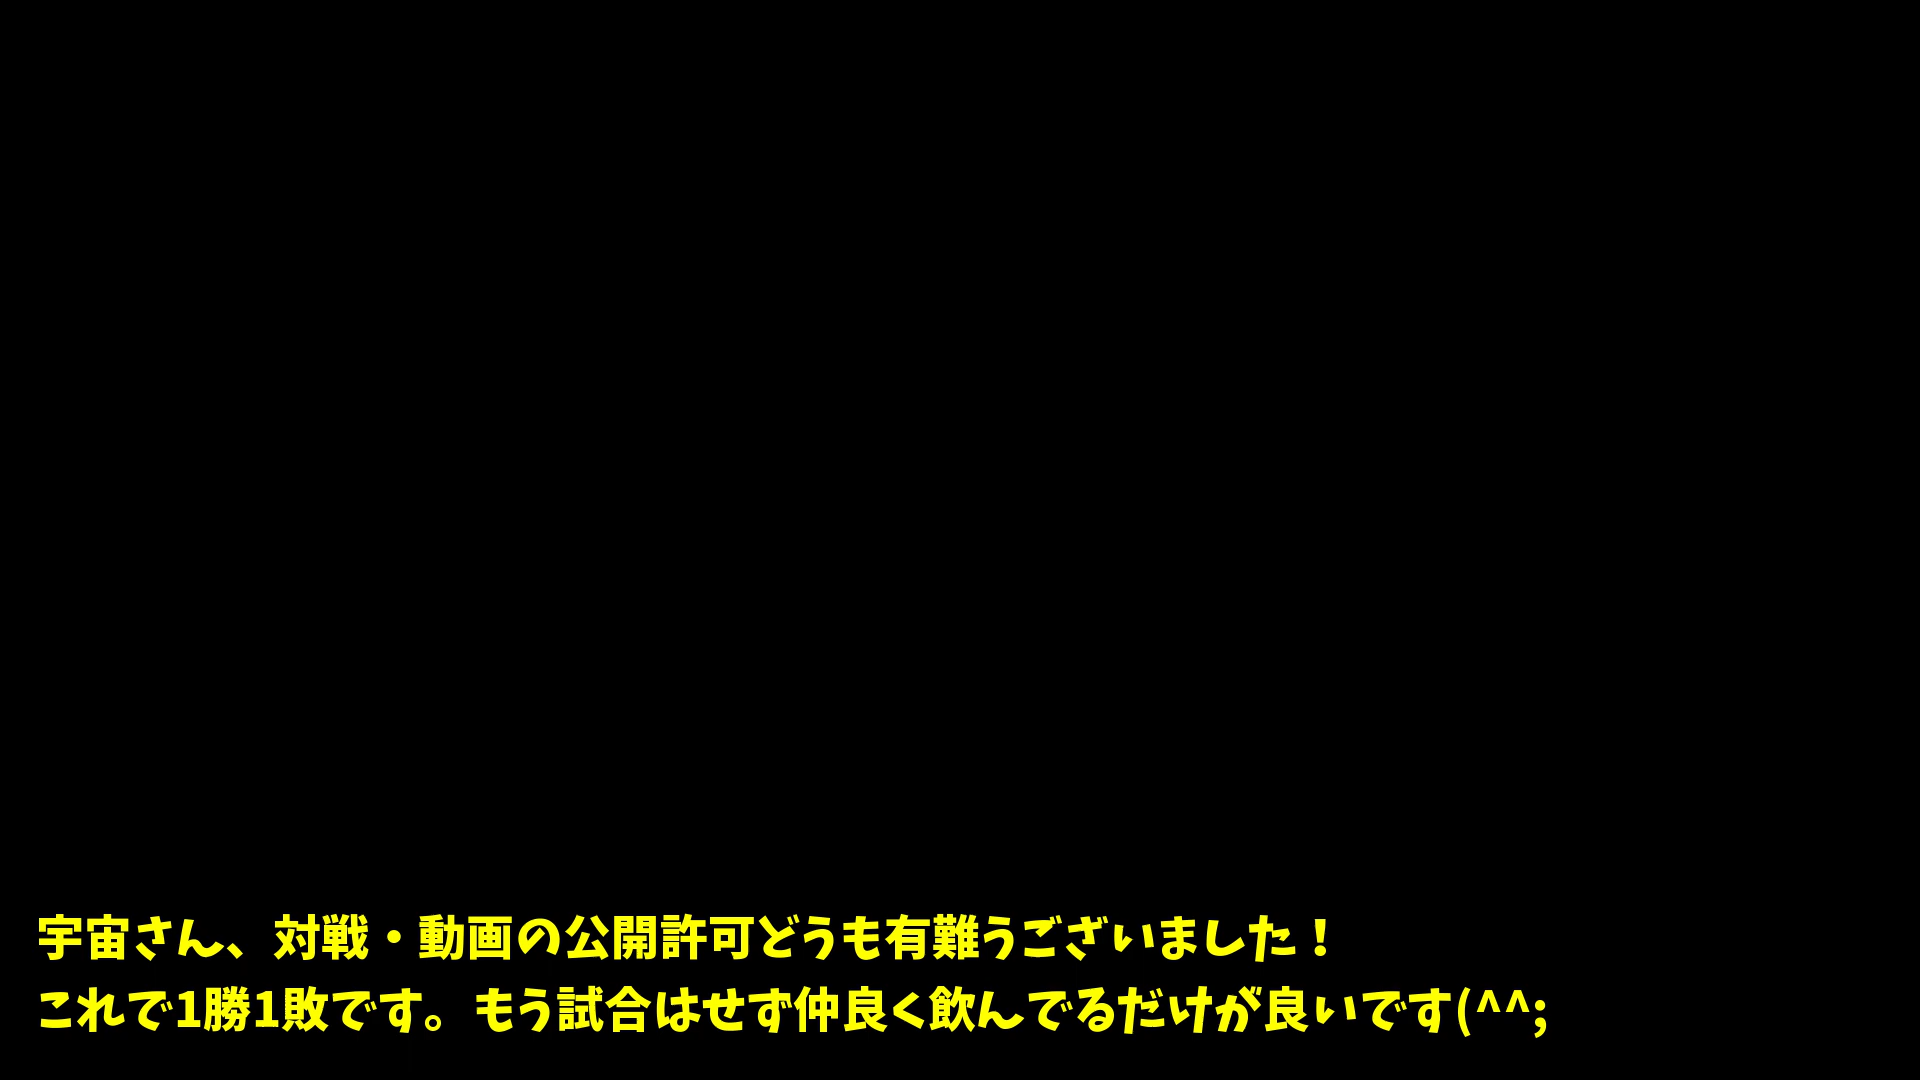 宇宙さん、対戦・動画の公開許可どうも有難うございました！
これで1勝1敗です。もう試合はせず仲良く飲んでるだけが良いです(^^;